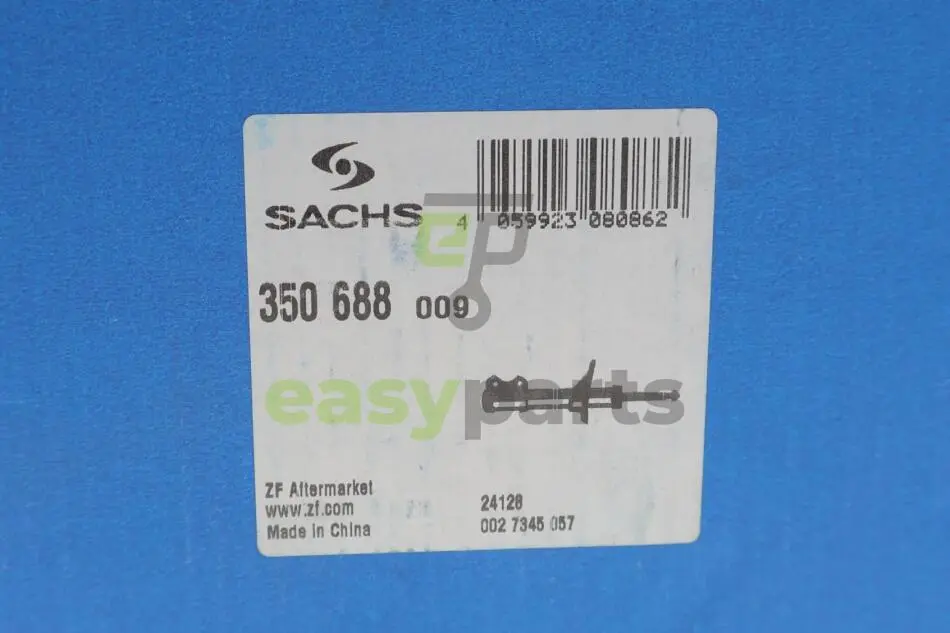 SACHS
4 059923 080862
EP
350 688 009
easyparts
ZF Aftermarket
www.zf.com
Made in China
24128
002 7345 057